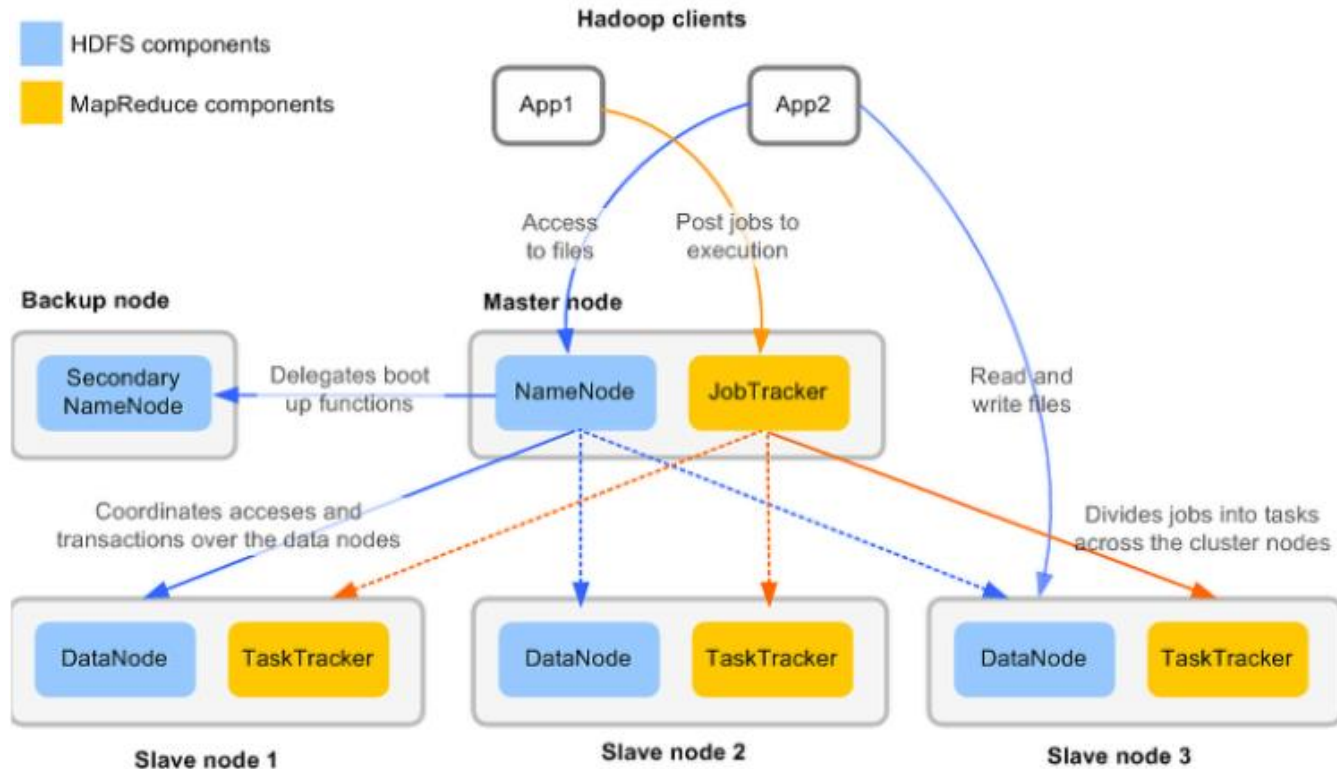 Hadoop clients
HDFS components
MapReduce components
App1
App2
Access
to files
Post jobs to
execution
Backup node
Master node
Secondary
NameNode
Delegates boot
up functions
NameNode
JobTracker
Read and
write files
Coordinates acceses and
transactions over the data nodes
Divides jobs into tasks
across the cluster nodes
DataNode
TaskTracker
DataNode
TaskTracker
DataNode
TaskTracker
Slave node 1
Slave node 2
Slave node 3